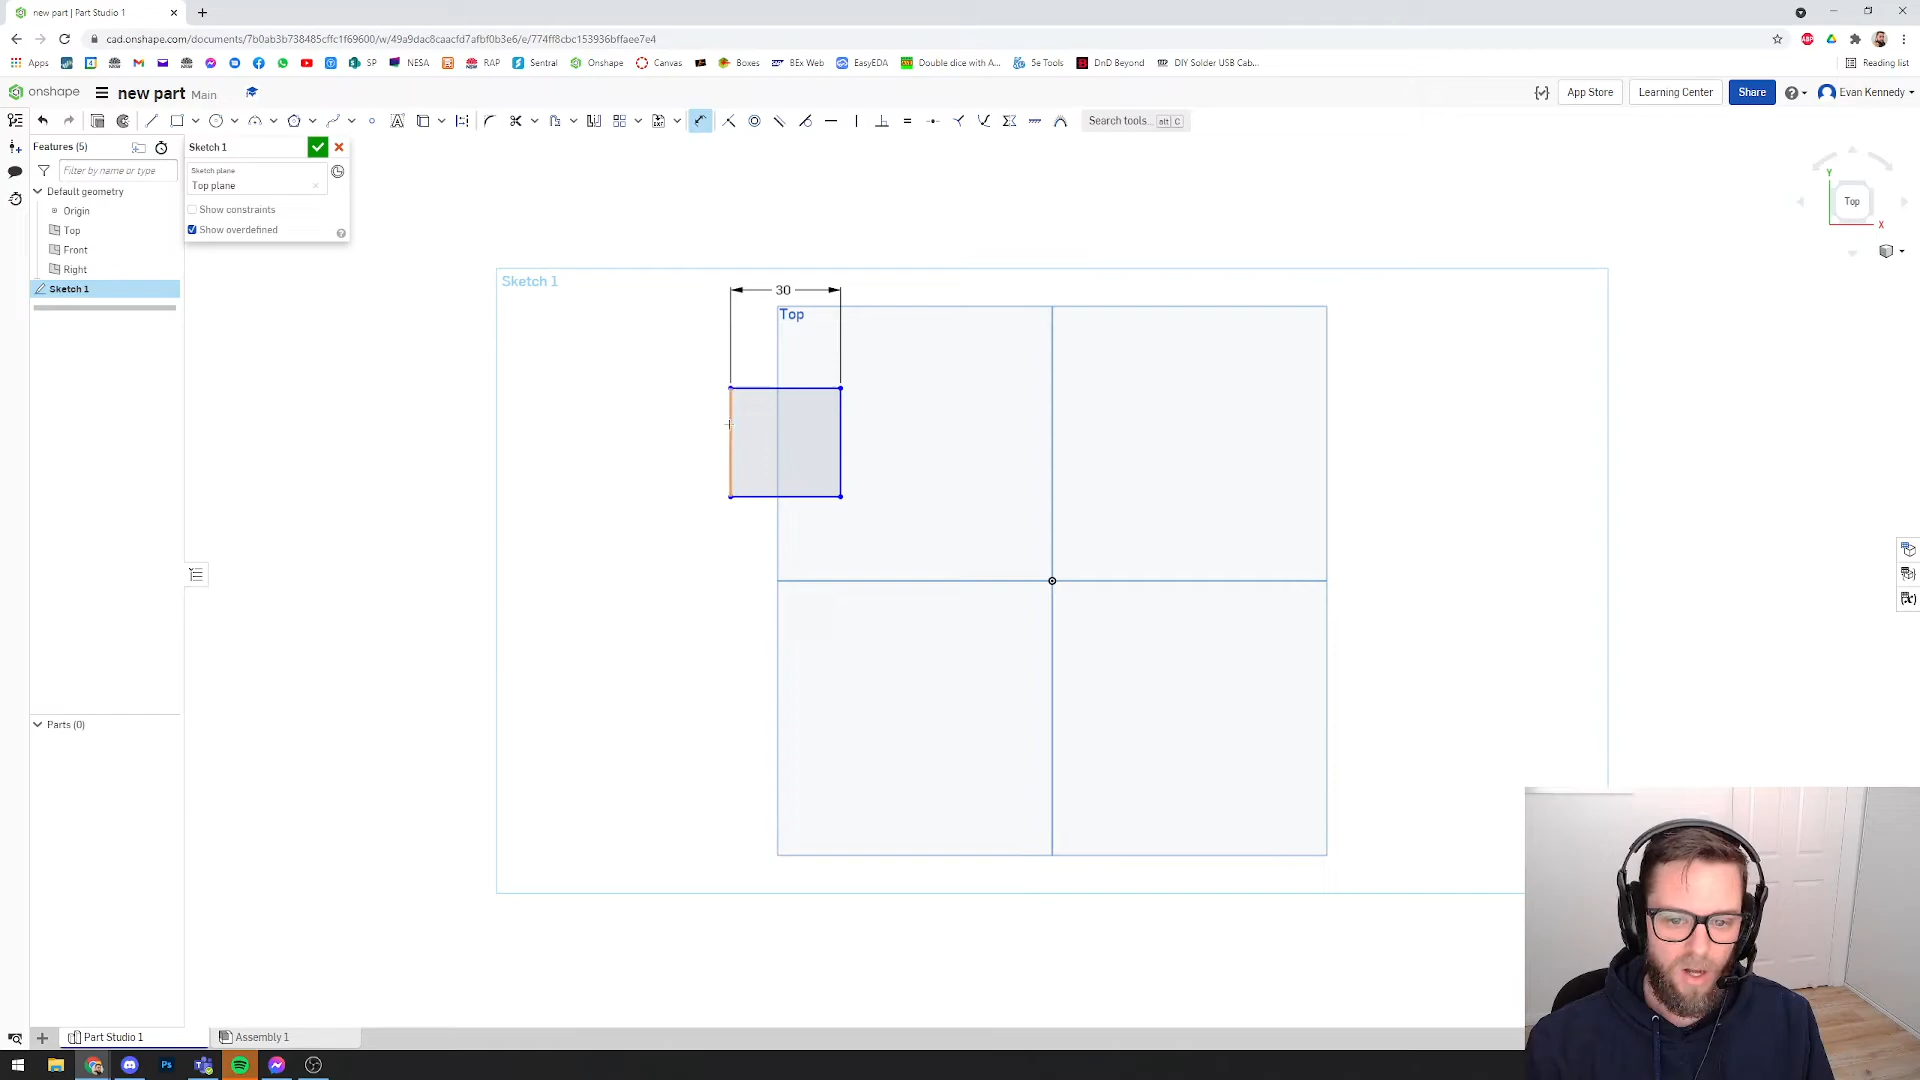 new part | Part Studio 1
cad.onshape.com/documents/7b0ab3b738485cffc1f69600/w/49a9dac8caacfd7afbf0b3e6/e/774ff8cbc153936bffaee7e4
Apps
SP
NESA
RAP
Sentral
Onshape
Canvas
Boxes
BEx Web
EasyEDA
Double dice with A...
5e Tools
DnD Beyond
DIY Solder USB Cab...
Reading list
onshape
new part Main
App Store
Learning Center
Share
Evan Kennedy
Search tools... alt C
Features (5)
Filter by name or type
Default geometry
Origin
Top
Front
Right
Sketch 1
Parts (0)
Sketch 1
Sketch plane
Top plane
Show constraints
Show overdefined
Sketch 1
30
Top
Y
Top
X
Part Studio 1
Assembly 1